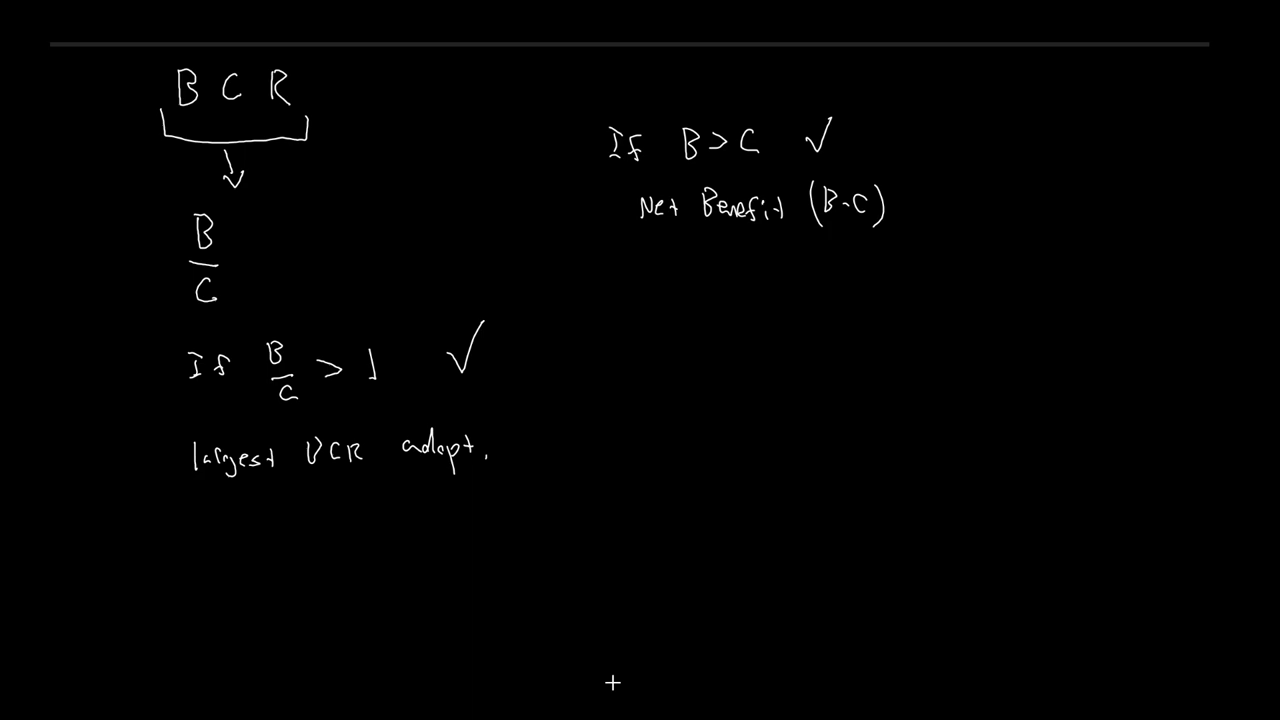 B C R
B
C
If B/C > 1 ✓
largest BCR adopt.
If B > C ✓
Net Benefit (B-C)